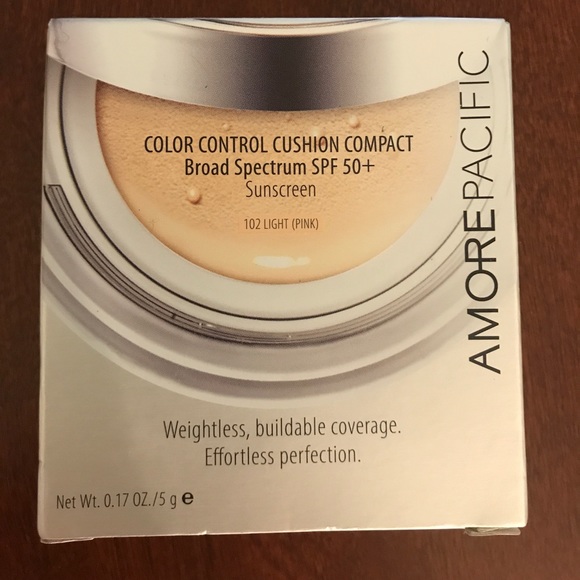 COLOR CONTROL CUSHION COMPACT
Broad Spectrum SPF 50+
Sunscreen
102 LIGHT (PINK)
AMOREPACIFIC
Weightless, buildable coverage.
Effortless perfection.
Net Wt. 0.17 OZ./5 g ℮